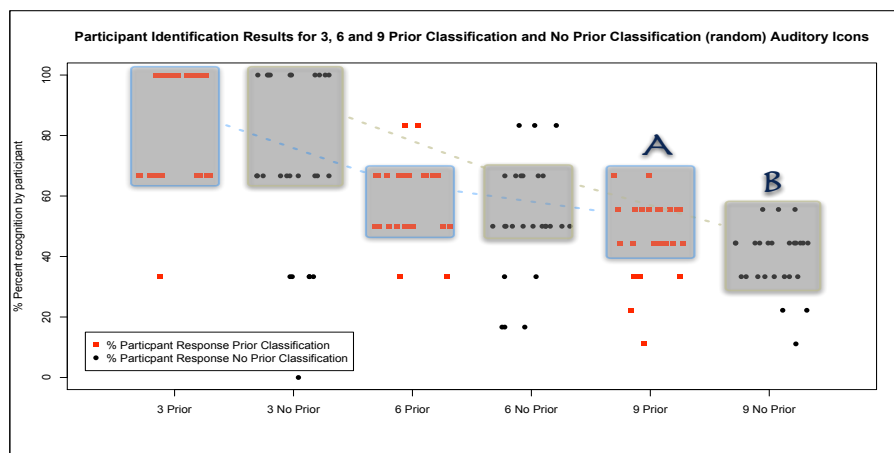 Participant Identification Results for 3, 6 and 9 Prior Classification and No Prior Classification (random) Auditory Icons
% Percent recognition by participant
100
80
60
40
20
0
A
B
% Particpant Response Prior Classification
% Particpant Response No Prior Classification
3 Prior
3 No Prior
6 Prior
6 No Prior
9 Prior
9 No Prior